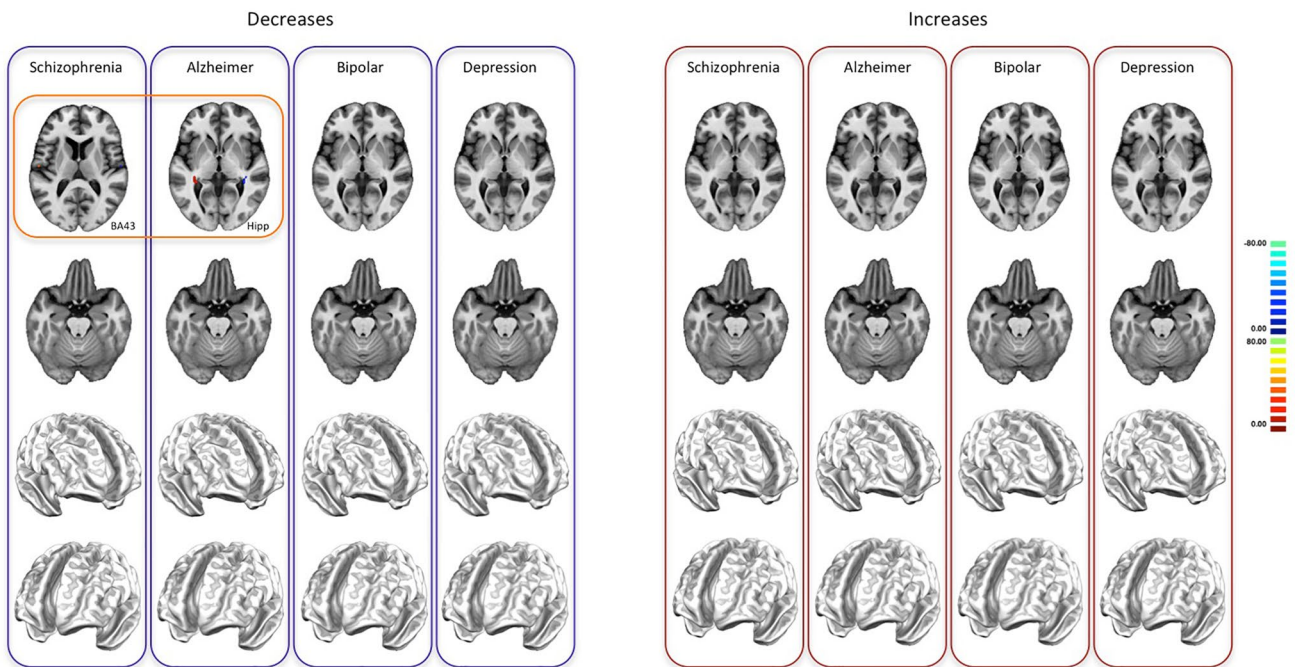 Decreases
Increases
Schizophrenia
Alzheimer
Bipolar
Depression
Schizophrenia
Alzheimer
Bipolar
Depression
BA43
Hipp
-80.00
0.00
80.00
0.00